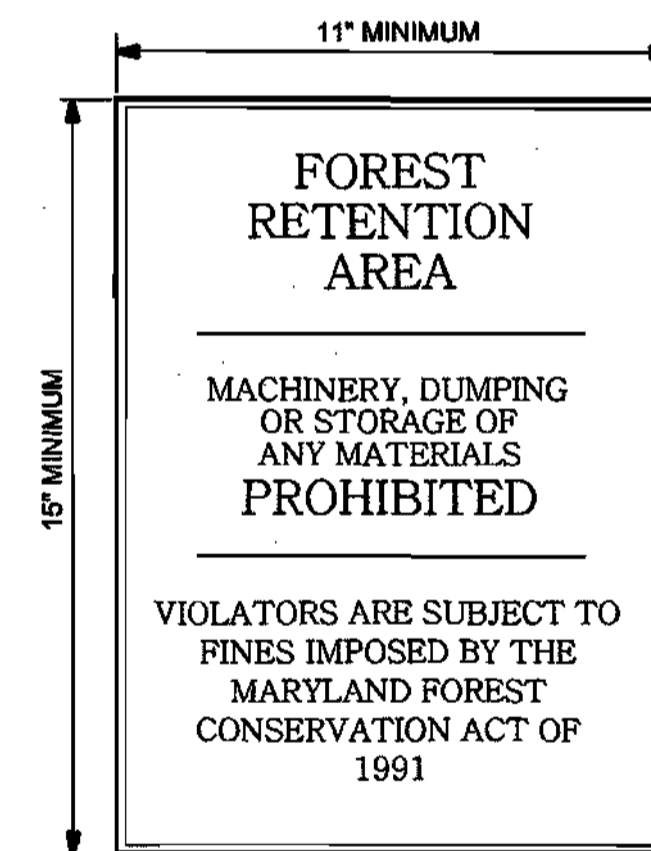 11" MINIMUM
15" MINIMUM
FOREST
RETENTION
AREA
MACHINERY, DUMPING
OR STORAGE OF
ANY MATERIALS
PROHIBITED
VIOLATORS ARE SUBJECT TO
FINES IMPOSED BY THE
MARYLAND FOREST
CONSERVATION ACT OF
1991